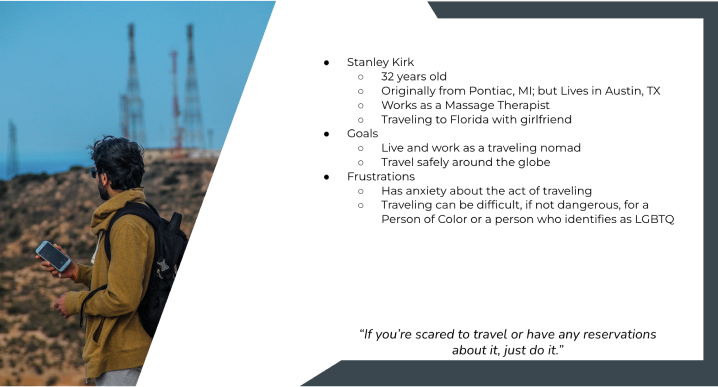 ● Stanley Kirk
○ 32 years old
○ Originally from Pontiac, MI; but Lives in Austin, TX
○ Works as a Massage Therapist
○ Traveling to Florida with girlfriend
● Goals
○ Live and work as a traveling nomad
○ Travel safely around the globe
● Frustrations
○ Has anxiety about the act of traveling
○ Traveling can be difficult, if not dangerous, for a
Person of Color or a person who identifies as LGBTQ
“If you’re scared to travel or have any reservations
about it, just do it.”